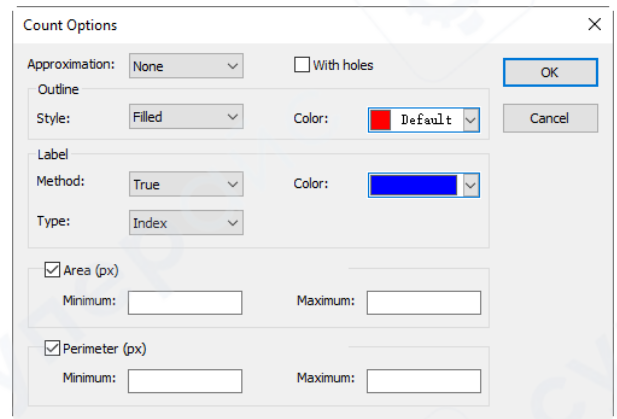 Count Options
Approximation: None With holes OK
Outline
Style: Filled Color: Default Cancel
Label
Method: True Color:
Type: Index
Area (px)
Minimum: Maximum:
Perimeter (px)
Minimum: Maximum: